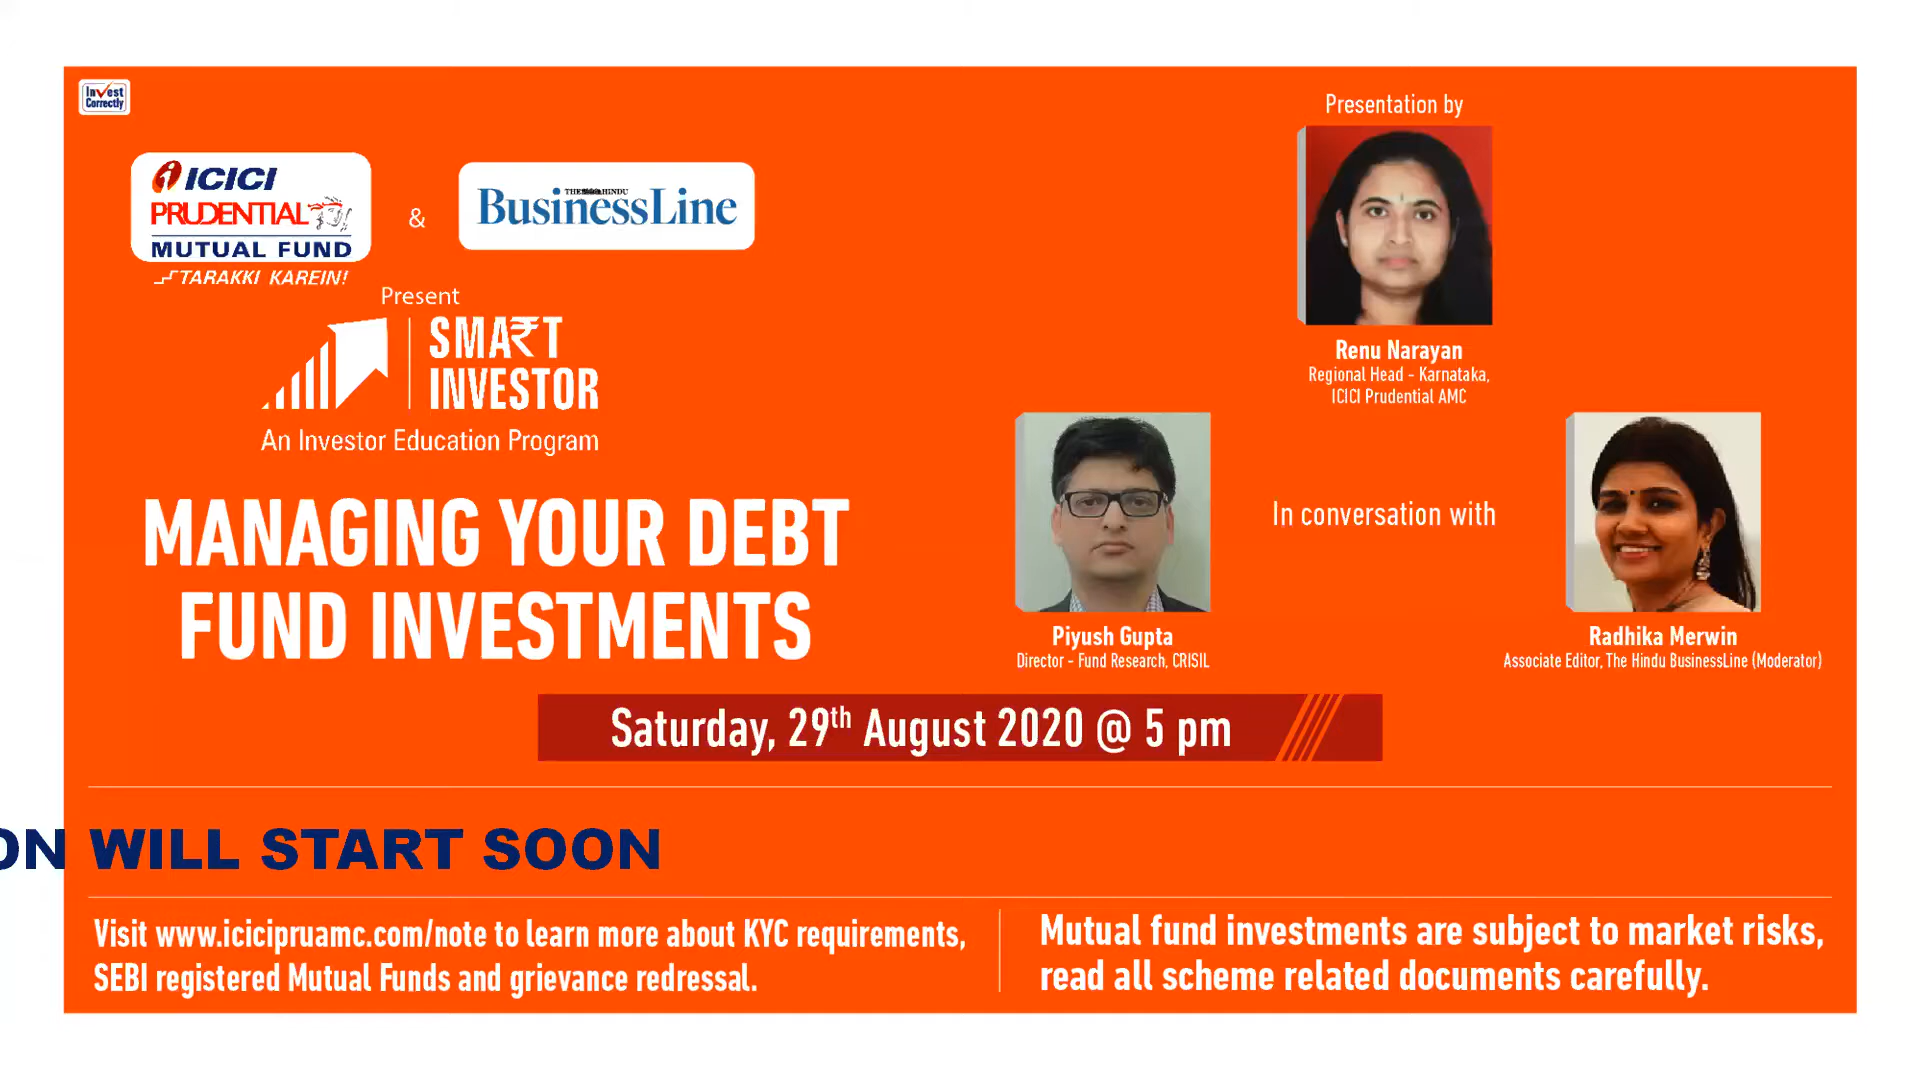 Invest
Correctly
ICICI
PRUDENTIAL
MUTUAL FUND
TARAKKI KAREIN!
&
THE HINDU
BusinessLine
Present
SMA₹T
INVESTOR
An Investor Education Program
MANAGING YOUR DEBT
FUND INVESTMENTS
Presentation by
Renu Narayan
Regional Head - Karnataka,
ICICI Prudential AMC
Piyush Gupta
Director - Fund Research, CRISIL
In conversation with
Radhika Merwin
Associate Editor, The Hindu BusinessLine (Moderator)
Saturday, 29th August 2020 @ 5 pm
ON WILL START SOON
Visit www.icicipruamc.com/note to learn more about KYC requirements,
SEBI registered Mutual Funds and grievance redressal.
Mutual fund investments are subject to market risks,
read all scheme related documents carefully.